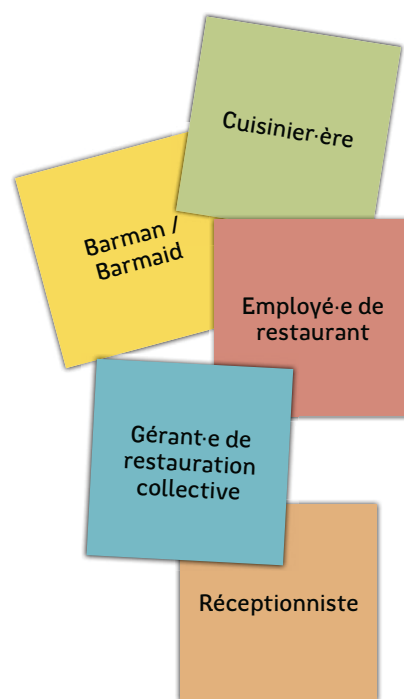 Cuisinier·ère
Barman /
Barmaid
Employé·e de
restaurant
Gérant·e de
restauration
collective
Réceptionniste